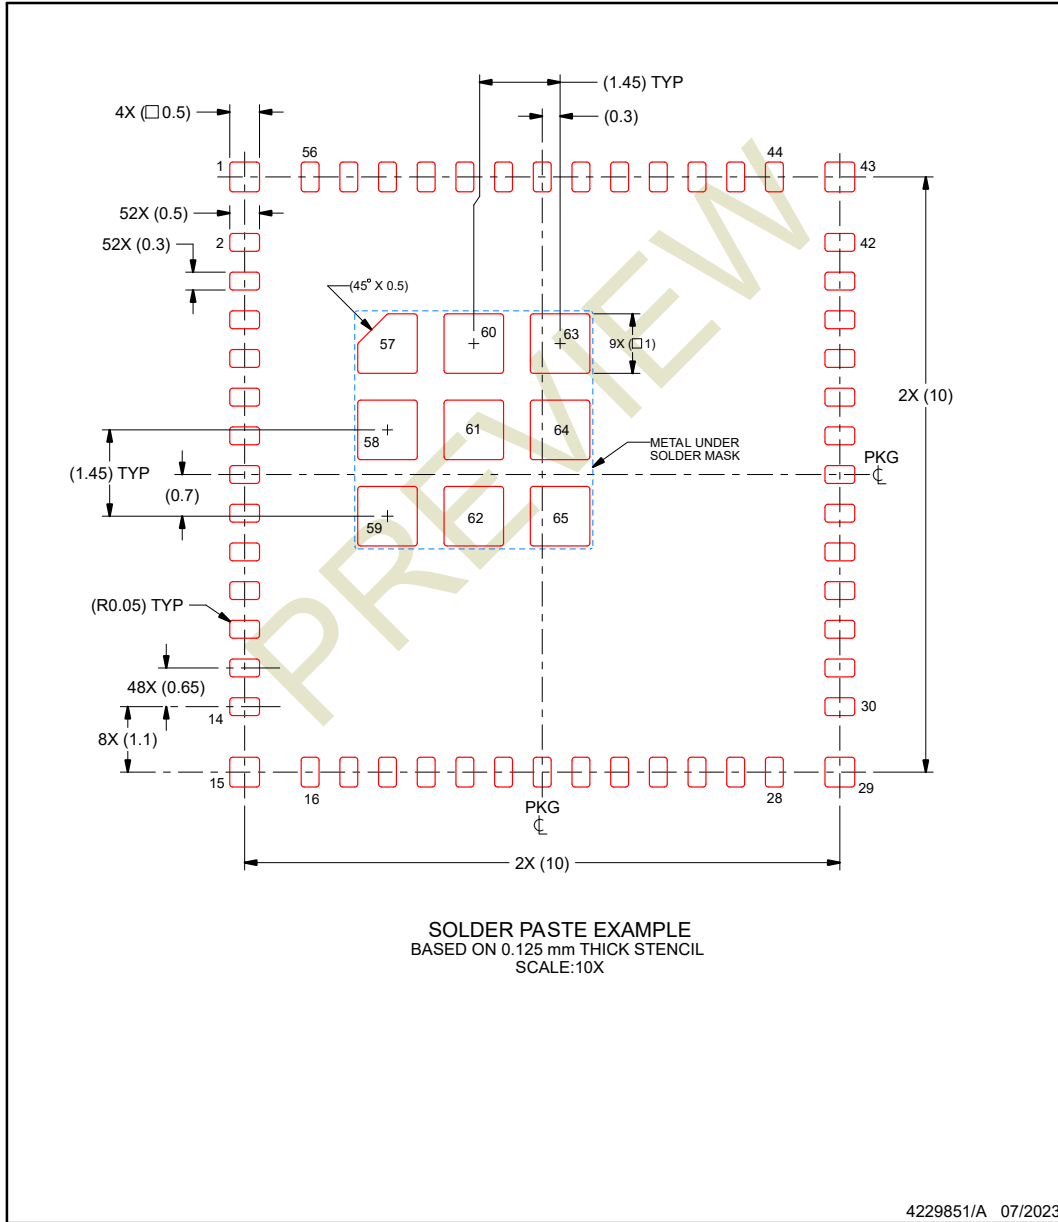 (1.45) TYP
4X (□ 0.5)
(0.3)
1
56
44
43
52X (0.5)
2
42
52X (0.3)
(45° X 0.5)
57
60
63
9X (□ 1)
2X (10)
58
61
64
METAL UNDER
SOLDER MASK
PKG
℄
(1.45) TYP
(0.7)
59
62
65
(R0.05) TYP
48X (0.65)
14
30
8X (1.1)
15
16
28
29
PKG
℄
2X (10)
PREVIEW
SOLDER PASTE EXAMPLE
BASED ON 0.125 mm THICK STENCIL
SCALE:10X
4229851/A 07/2023